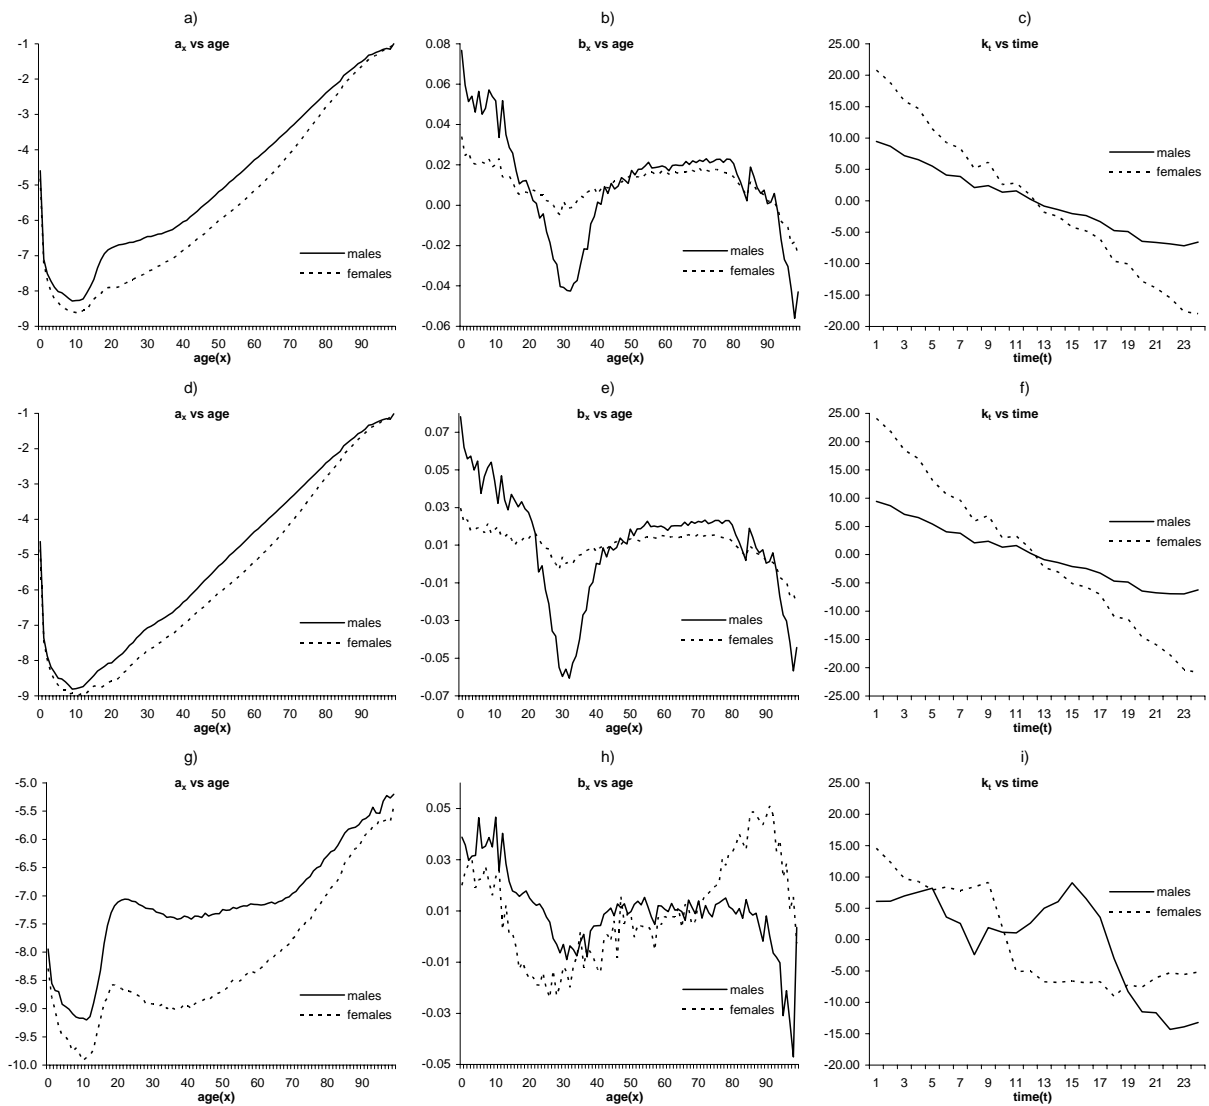 a) b) c)
aₓ vs age bₓ vs age kₜ vs time
-1 0.08 25.00
-2 0.06 20.00
-3 0.04 15.00
-4 0.02 10.00
-5 0.00 5.00
-6 -0.02 0.00
-7 -0.04 -5.00
-8 -0.06 -10.00
-9 -15.00
-20.00
males males males
females females females
0 10 20 30 40 50 60 70 80 90 0 10 20 30 40 50 60 70 80 90 1 3 5 7 9 11 13 15 17 19 21 23
age(x) age(x) time(t)
d) e) f)
aₓ vs age bₓ vs age kₜ vs time
-1 0.07 25.00
-2 0.05 20.00
-3 0.03 15.00
-4 0.01 10.00
-5 -0.01 5.00
-6 -0.03 0.00
-7 -0.05 -5.00
-8 -0.07 -10.00
-9 -15.00
-20.00
-25.00
males males males
females females females
0 10 20 30 40 50 60 70 80 90 0 10 20 30 40 50 60 70 80 90 1 3 5 7 9 11 13 15 17 19 21 23
age(x) age(x) time(t)
g) h) i)
aₓ vs age bₓ vs age kₜ vs time
-5.0 0.05 25.00
-5.5 0.03 20.00
-6.0 0.01 15.00
-6.5 -0.01 10.00
-7.0 -0.03 5.00
-7.5 -0.05 0.00
-8.0 -5.00
-8.5 -10.00
-9.0 -15.00
-9.5 -20.00
-10.0
males males males
females females females
0 10 20 30 40 50 60 70 80 90 0 10 20 30 40 50 60 70 80 90 1 3 5 7 9 11 13 15 17 19 21 23
age(x) age(x) time(t)